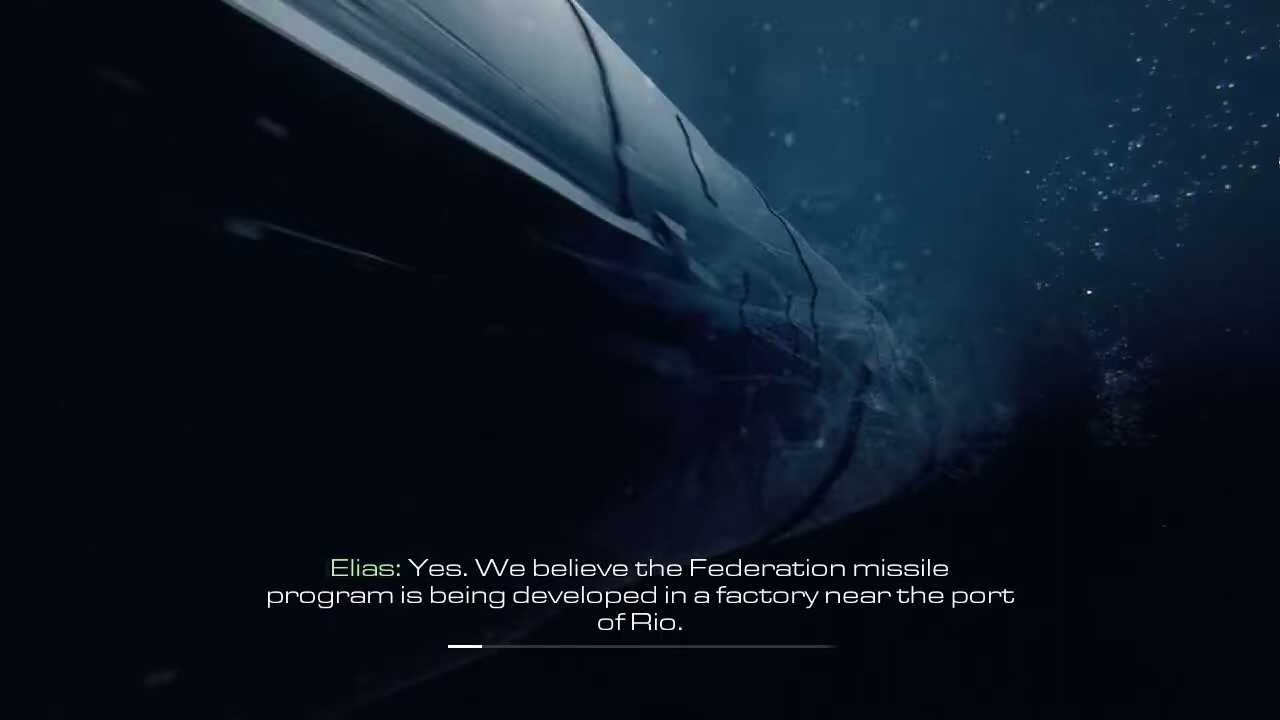 Elias: Yes. We believe the Federation missile
program is being developed in a factory near the port
of Rio.